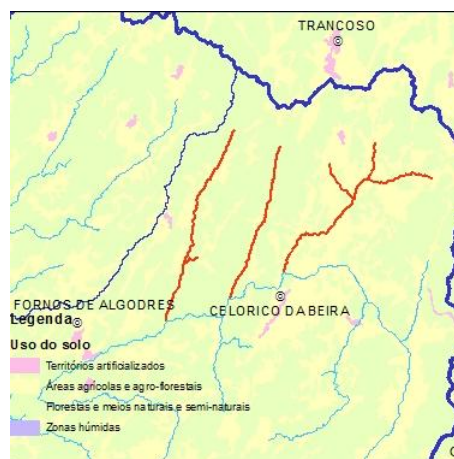 TRANCOSO
©
FORNOS DE ALGODRES
©
CELORICO DA BEIRA
©
Legenda
Uso do solo
Territórios artificializados
Áreas agrícolas e agro-forestais
Florestas e meios naturais e semi-naturais
Zonas húmidas